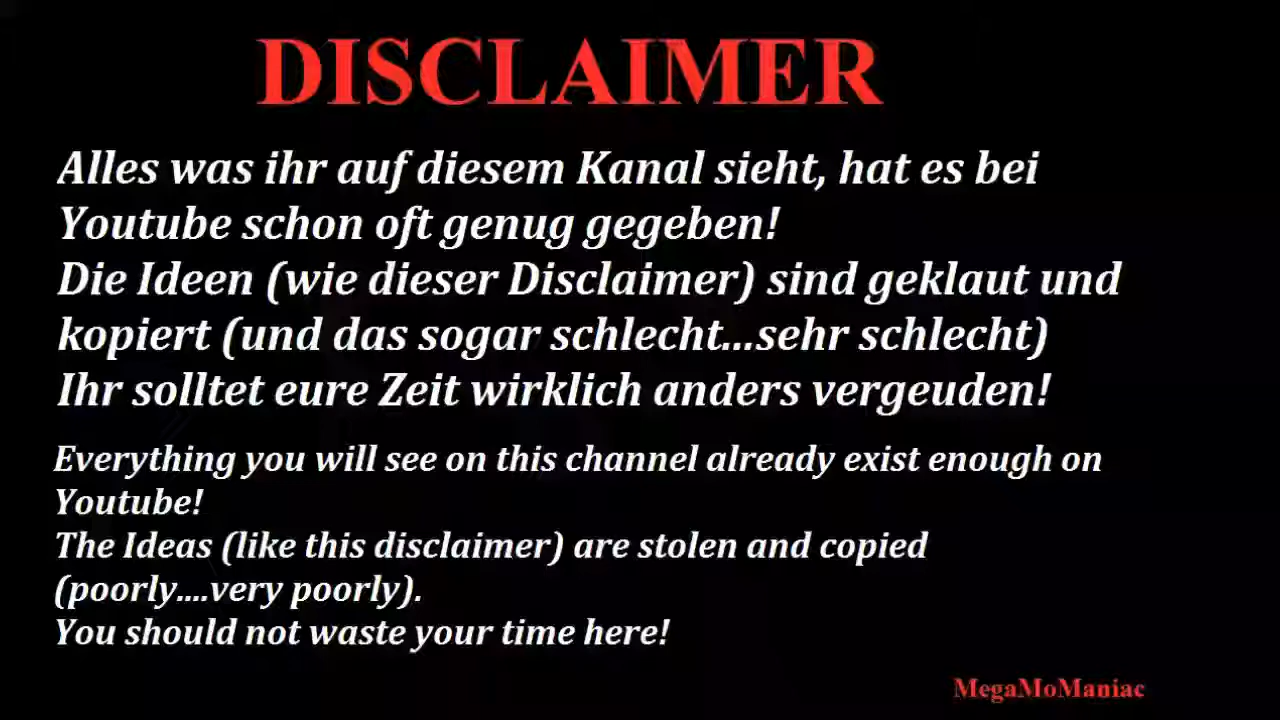 DISCLAIMER
Alles was ihr auf diesem Kanal sieht, hat es bei
Youtube schon oft genug gegeben!
Die Ideen (wie dieser Disclaimer) sind geklaut und
kopiert (und das sogar schlecht...sehr schlecht)
Ihr solltet eure Zeit wirklich anders vergeuden!
Everything you will see on this channel already exist enough on
Youtube!
The Ideas (like this disclaimer) are stolen and copied
(poorly....very poorly).
You should not waste your time here!
MegaMoManiac